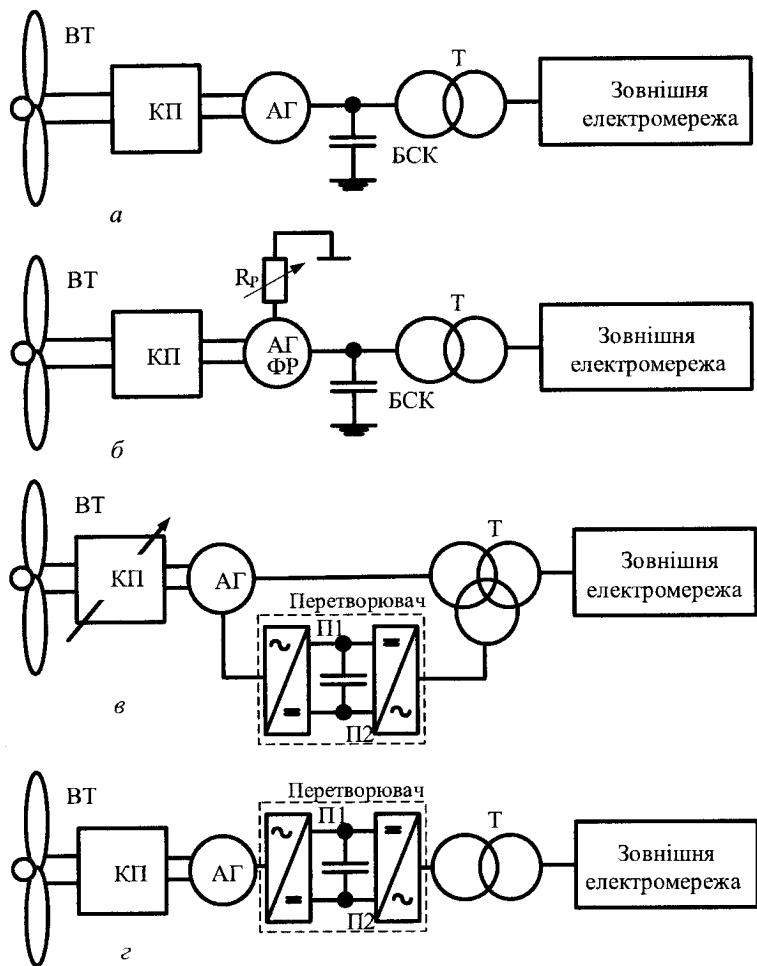 ВТ
КП
АГ
БСК
Т
Зовнішня
електромережа
а
ВТ
КП
Rр
АГ
ФР
БСК
Т
Зовнішня
електромережа
б
ВТ
КП
АГ
Перетворювач
П1
П2
Т
Зовнішня
електромережа
в
ВТ
КП
АГ
Перетворювач
П1
П2
Т
Зовнішня
електромережа
г